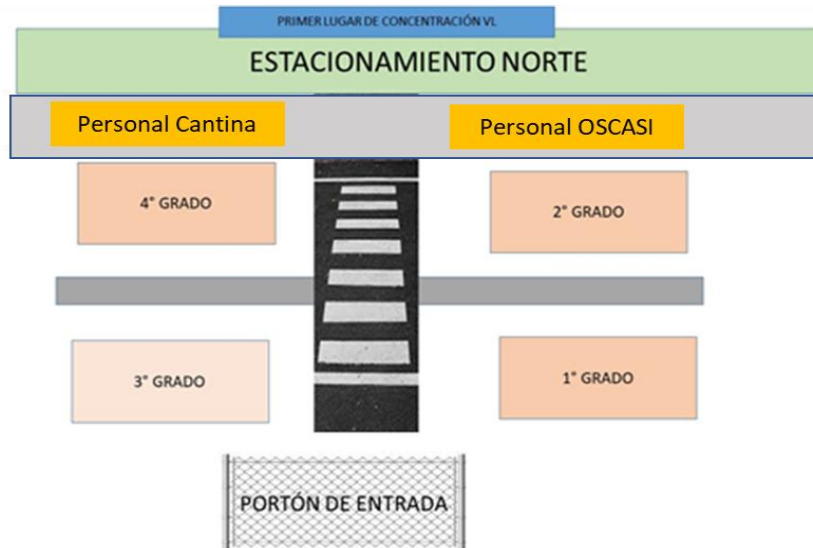 PRIMER LUGAR DE CONCENTRACIÓN VL
ESTACIONAMIENTO NORTE
Personal Cantina
Personal OSCASI
4° GRADO
2° GRADO
3° GRADO
1° GRADO
PORTÓN DE ENTRADA